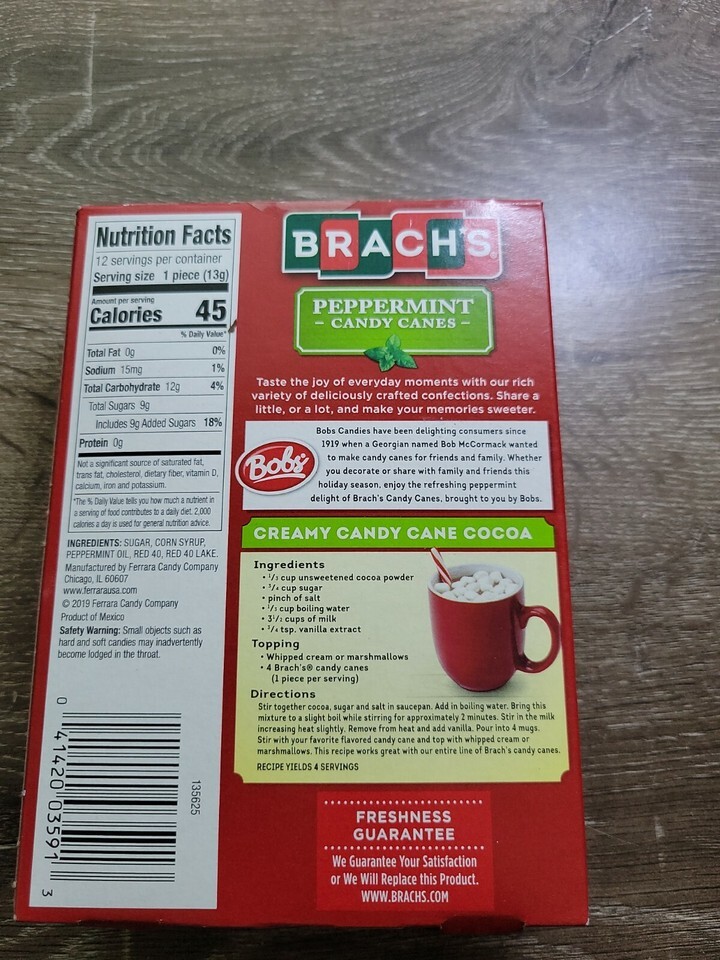 Nutrition Facts
12 servings per container
Serving size 1 piece (13g)
Amount per serving
Calories 45
% Daily Value*
Total Fat 0g 0%
Sodium 15mg 1%
Total Carbohydrate 12g 4%
Total Sugars 9g
Includes 9g Added Sugars 18%
Protein 0g
Not a significant source of saturated fat,
trans fat, cholesterol, dietary fiber, vitamin D,
calcium, iron and potassium.
*The % Daily Value tells you how much a nutrient in
a serving of food contributes to a daily diet. 2,000
calories a day is used for general nutrition advice.
INGREDIENTS: SUGAR, CORN SYRUP,
PEPPERMINT OIL, RED 40, RED 40 LAKE.
Manufactured by Ferrara Candy Company
Chicago, IL 60607
www.ferrarausa.com
© 2019 Ferrara Candy Company
Product of Mexico
Safety Warning: Small objects such as
hard and soft candies may inadvertently
become lodged in the throat.
0 41420 03591 3
135625
BRACH'S®
PEPPERMINT
- CANDY CANES -
Taste the joy of everyday moments with our rich
variety of deliciously crafted confections. Share a
little, or a lot, and make your memories sweeter.
Bobs
Bobs Candies have been delighting consumers since
1919 when a Georgian named Bob McCormack wanted
to make candy canes for friends and family. Whether
you decorate or share with family and friends this
holiday season, enjoy the refreshing peppermint
delight of Brach's Candy Canes, brought to you by Bobs.
CREAMY CANDY CANE COCOA
Ingredients
• 1/3 cup unsweetened cocoa powder
• 3/4 cup sugar
• pinch of salt
• 1/3 cup boiling water
• 3 1/2 cups of milk
• 3/4 tsp. vanilla extract
Topping
• Whipped cream or marshmallows
• 4 Brach's® candy canes
(1 piece per serving)
Directions
Stir together cocoa, sugar and salt in saucepan. Add in boiling water. Bring this
mixture to a slight boil while stirring for approximately 2 minutes. Stir in the milk
increasing heat slightly. Remove from heat and add vanilla. Pour into 4 mugs.
Stir with your favorite flavored candy cane and top with whipped cream or
marshmallows. This recipe works great with our entire line of Brach's candy canes.
RECIPE YIELDS 4 SERVINGS
FRESHNESS
GUARANTEE
We Guarantee Your Satisfaction
or We Will Replace this Product.
WWW.BRACHS.COM